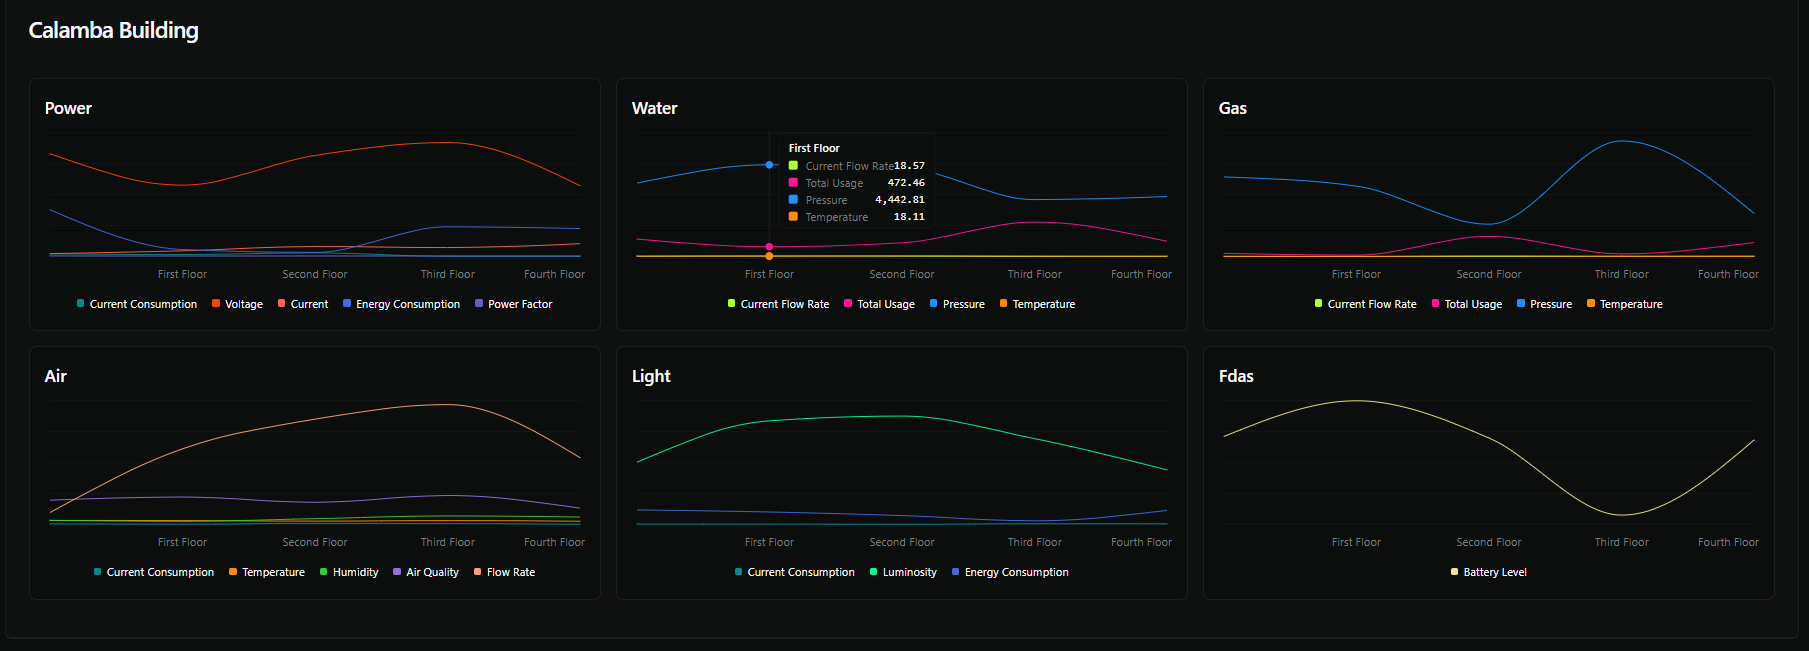 Calamba Building
Power
First Floor Second Floor Third Floor Fourth Floor
Current Consumption Voltage Current Energy Consumption Power Factor
Water
First Floor
Current Flow Rate 18.57
Total Usage 472.46
Pressure 4,442.81
Temperature 18.11
First Floor Second Floor Third Floor Fourth Floor
Current Flow Rate Total Usage Pressure Temperature
Gas
First Floor Second Floor Third Floor Fourth Floor
Current Flow Rate Total Usage Pressure Temperature
Air
First Floor Second Floor Third Floor Fourth Floor
Current Consumption Temperature Humidity Air Quality Flow Rate
Light
First Floor Second Floor Third Floor Fourth Floor
Current Consumption Luminosity Energy Consumption
Fdas
First Floor Second Floor Third Floor Fourth Floor
Battery Level